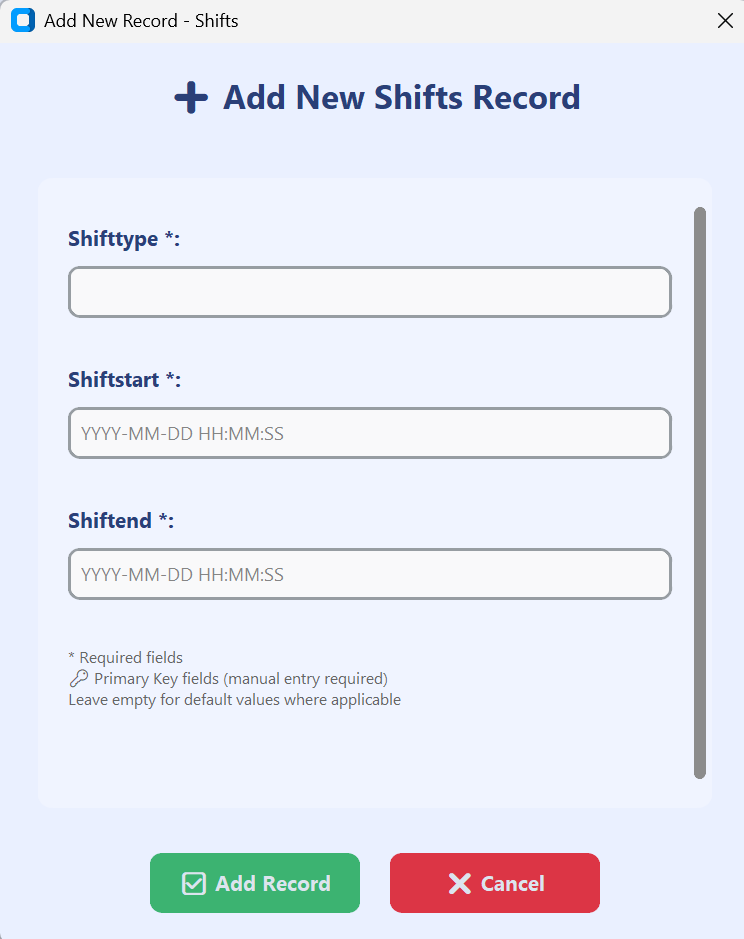 Add New Record - Shifts
Add New Shifts Record
Shifttype *:
Shiftstart *:
YYYY-MM-DD HH:MM:SS
Shiftend *:
YYYY-MM-DD HH:MM:SS
* Required fields
Primary Key fields (manual entry required)
Leave empty for default values where applicable
Add Record
Cancel